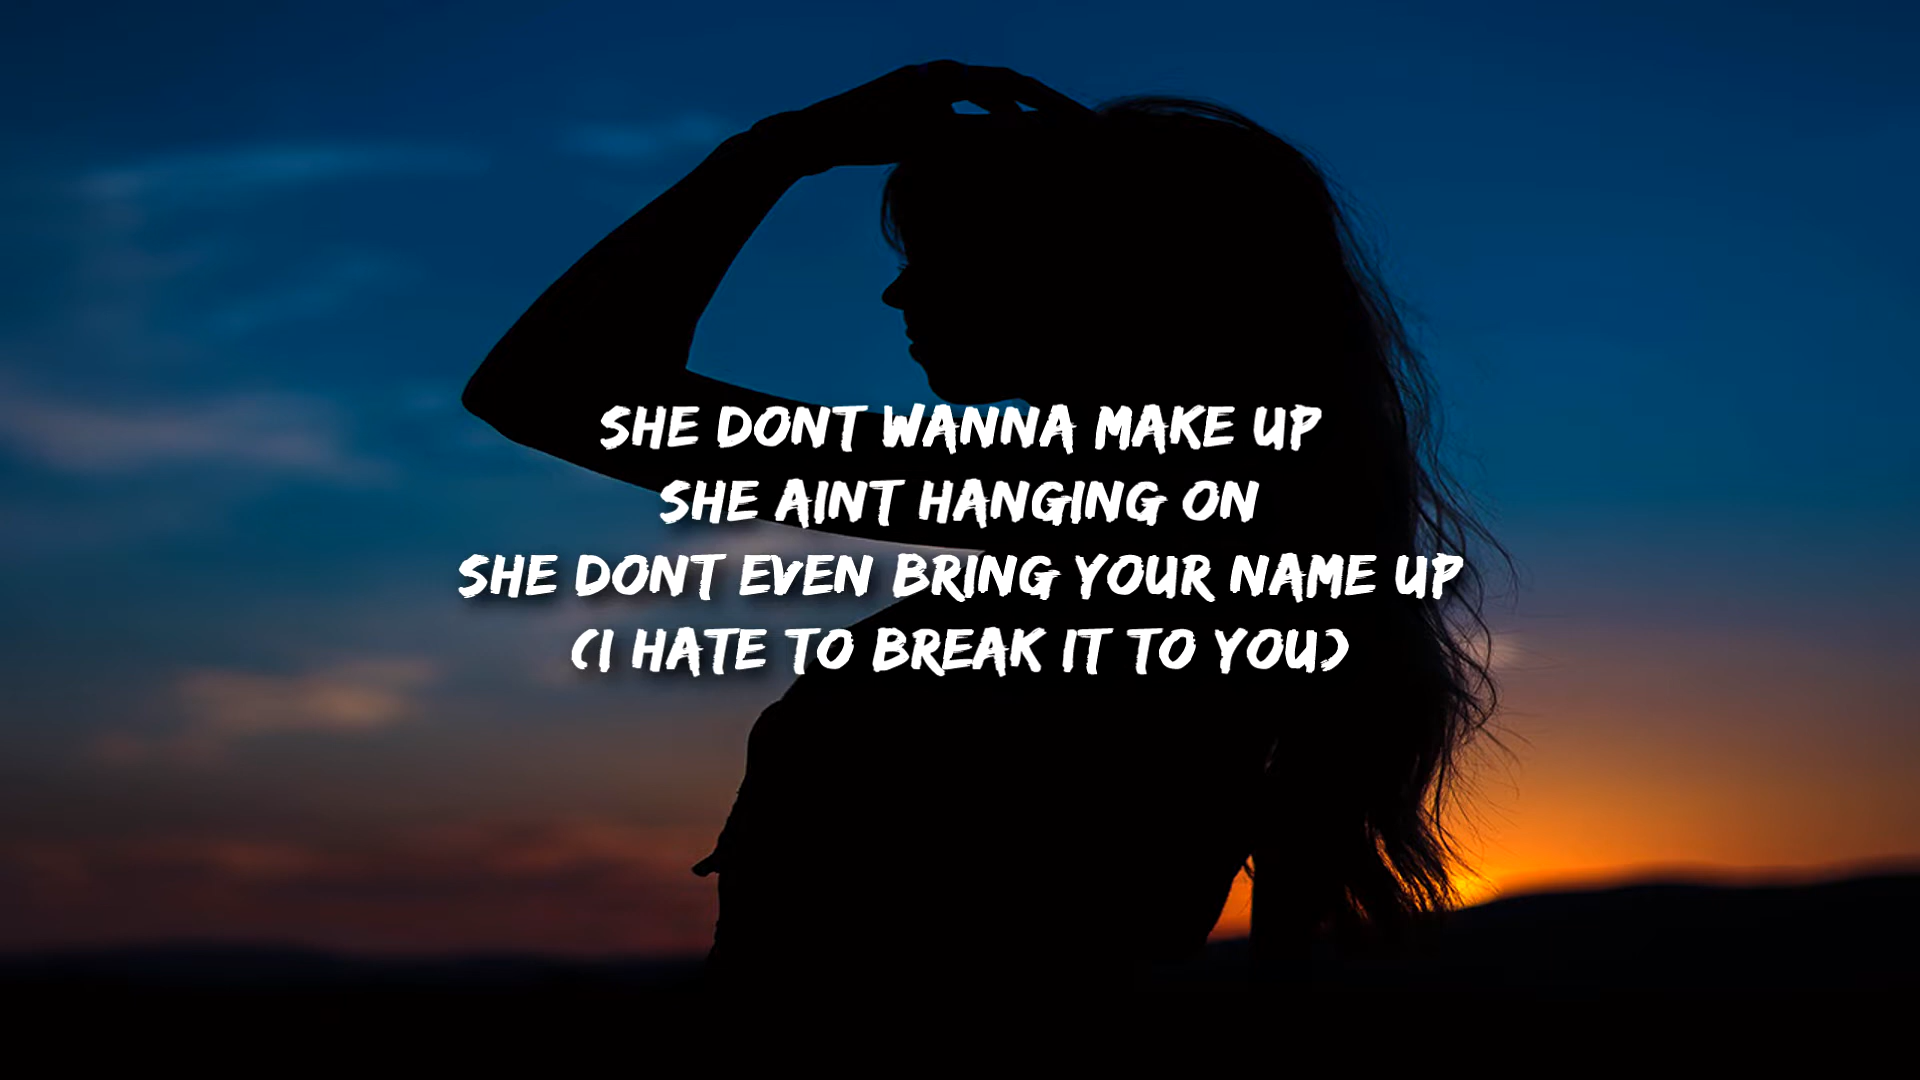 SHE DONT WANNA MAKE UP
SHE AINT HANGING ON
SHE DONT EVEN BRING YOUR NAME UP
(I HATE TO BREAK IT TO YOU)